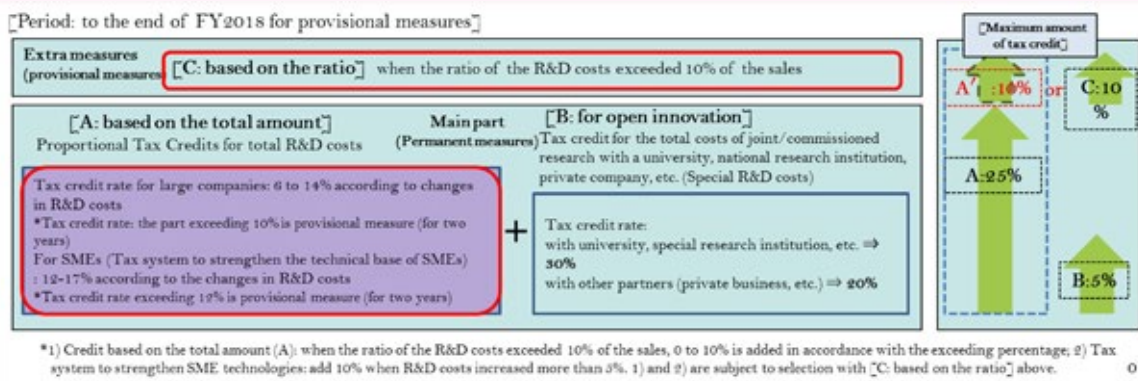 [Period: to the end of FY2018 for provisional measures]
Extra measures
(provisional measures
[C: based on the ratio] when the ratio of the R&D costs exceeded 10% of the sales
[A: based on the total amount]
Proportional Tax Credits for total R&D costs
Main part
(Permanent measures)
[B: for open innovation]
Tax credit for the total costs of joint/commissioned
research with a university, national research institution,
private company, etc. (Special R&D costs)
Tax credit rate for large companies: 6 to 14% according to changes
in R&D costs
*Tax credit rate: the part exceeding 10% is provisional measure (for two
years)
For SMEs (Tax system to strengthen the technical base of SMEs)
: 12-17% according to the changes in R&D costs
*Tax credit rate exceeding 12% is provisional measure (for two years)
+
Tax credit rate:
with university, special research institution, etc. ⇒
30%
with other partners (private business, etc.) ⇒ 20%
[Maximum amount
of tax credit]
A' :10% or C:10
%
A:25%
B:5%
*1) Credit based on the total amount (A): when the ratio of the R&D costs exceeded 10% of the sales, 0 to 10% is added in accordance with the exceeding percentage; 2) Tax
system to strengthen SME technologies: add 10% when R&D costs increased more than 5%. 1) and 2) are subject to selection with [C: based on the ratio] above.
0